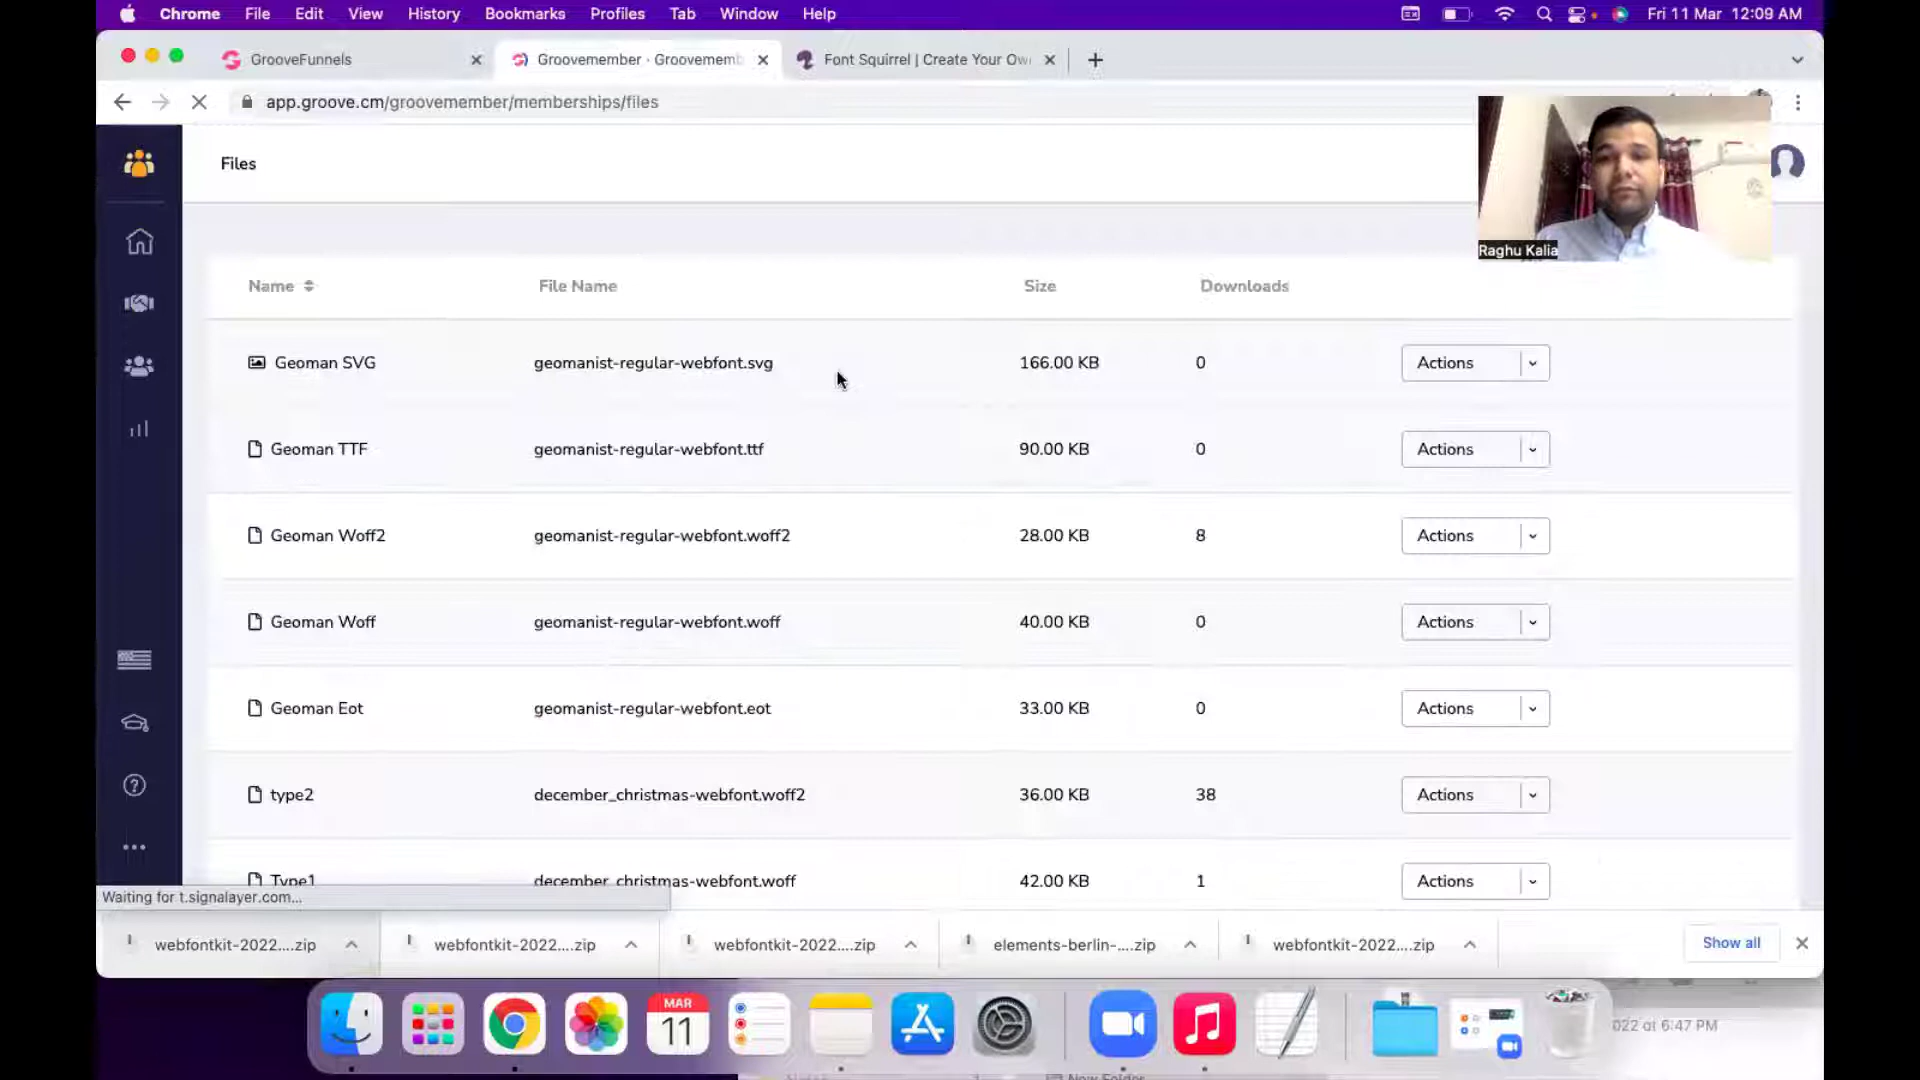 Chrome File Edit View History Bookmarks Profiles Tab Window Help Fri 11 Mar 12:09 AM
GrooveFunnels Groovemember · Groovememb Font Squirrel | Create Your Ow
app.groove.cm/groovemember/memberships/files
Files
Raghu Kalia
Name File Name Size Downloads
Geoman SVG geomanist-regular-webfont.svg 166.00 KB 0 Actions
Geoman TTF geomanist-regular-webfont.ttf 90.00 KB 0 Actions
Geoman Woff2 geomanist-regular-webfont.woff2 28.00 KB 8 Actions
Geoman Woff geomanist-regular-webfont.woff 40.00 KB 0 Actions
Geoman Eot geomanist-regular-webfont.eot 33.00 KB 0 Actions
type2 december_christmas-webfont.woff2 36.00 KB 38 Actions
Type1 december_christmas-webfont.woff 42.00 KB 1 Actions
Waiting for t.signalayer.com...
webfontkit-2022....zip webfontkit-2022....zip webfontkit-2022....zip elements-berlin-....zip webfontkit-2022....zip Show all
MAR
11
022 at 6:47 PM
New Folder